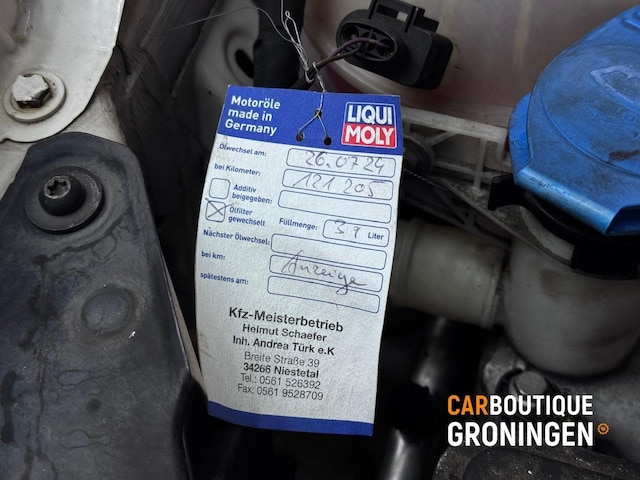 Motoröle
made in
Germany
LIQUI
MOLY
Ölwechsel am: 26.07.24
bei Kilometer: 121 205
Additiv
beigegeben:
Ölfilter
gewechselt
Füllmenge: 3,9 Liter
Nächster Ölwechsel:
bei km: Anzeige
spätestens am:
Kfz-Meisterbetrieb
Helmut Schaefer
Inh. Andrea Türk e.K
Breite Straße 39
34266 Niestetal
Tel.: 0561 526392
Fax: 0561 9528709
CARBOUTIQUE
GRONINGEN